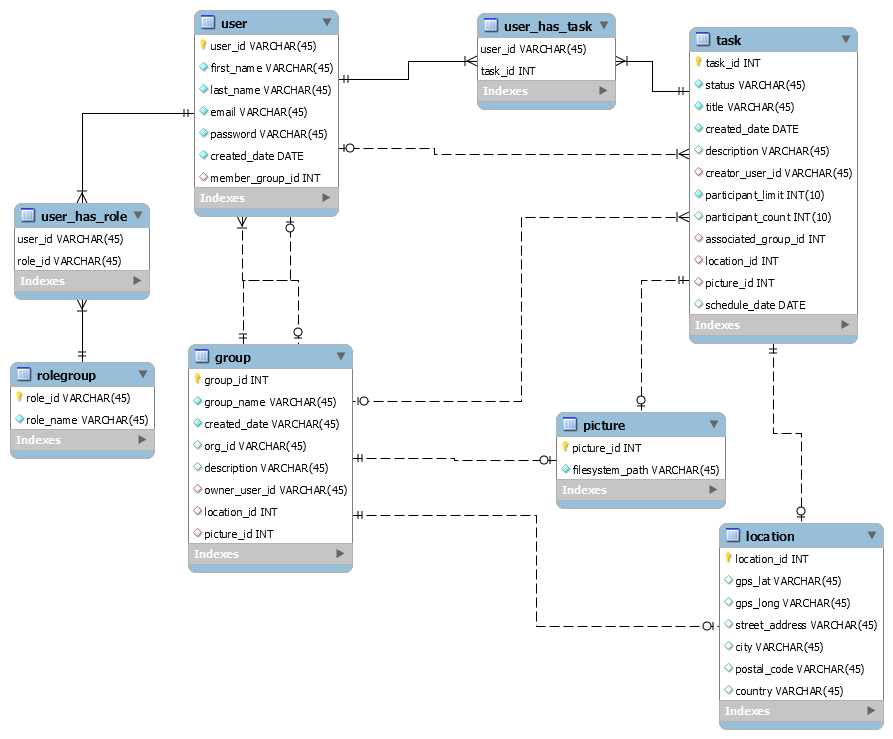 user
user_id VARCHAR(45)
first_name VARCHAR(45)
last_name VARCHAR(45)
email VARCHAR(45)
password VARCHAR(45)
created_date DATE
member_group_id INT
Indexes
user_has_task
user_id VARCHAR(45)
task_id INT
Indexes
task
task_id INT
status VARCHAR(45)
title VARCHAR(45)
created_date DATE
description VARCHAR(45)
creator_user_id VARCHAR(45)
participant_limit INT(10)
participant_count INT(10)
associated_group_id INT
location_id INT
picture_id INT
schedule_date DATE
Indexes
user_has_role
user_id VARCHAR(45)
role_id VARCHAR(45)
Indexes
rolegroup
role_id VARCHAR(45)
role_name VARCHAR(45)
Indexes
group
group_id INT
group_name VARCHAR(45)
created_date VARCHAR(45)
org_id VARCHAR(45)
description VARCHAR(45)
owner_user_id VARCHAR(45)
location_id INT
picture_id INT
Indexes
picture
picture_id INT
filesystem_path VARCHAR(45)
Indexes
location
location_id INT
gps_lat VARCHAR(45)
gps_long VARCHAR(45)
street_address VARCHAR(45)
city VARCHAR(45)
postal_code VARCHAR(45)
country VARCHAR(45)
Indexes